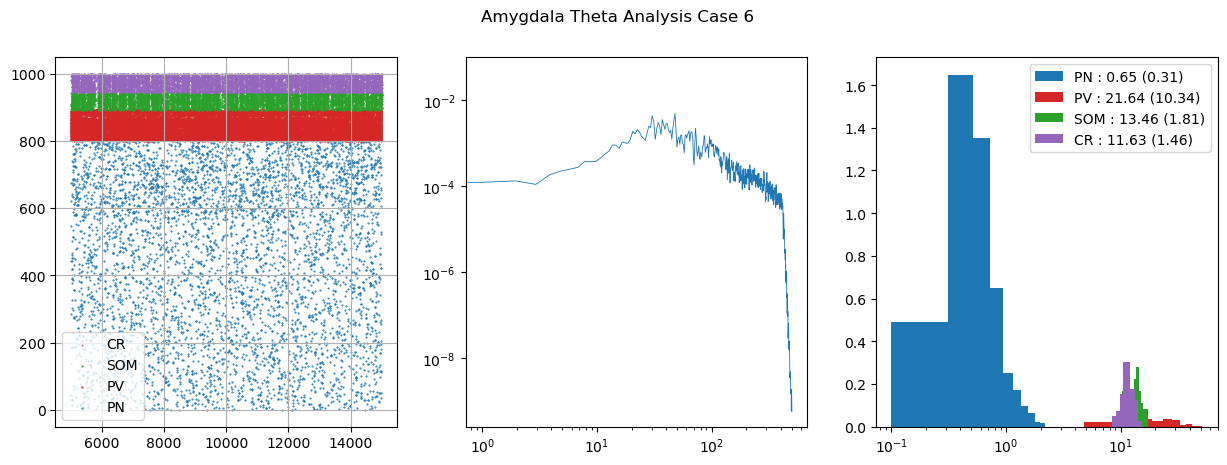 Amygdala Theta Analysis Case 6
1000
800
600
400
200
0
CR
SOM
PV
PN
6000 8000 10000 12000 14000
10⁻²
10⁻⁴
10⁻⁶
10⁻⁸
10⁰ 10¹ 10²
1.6
1.4
1.2
1.0
0.8
0.6
0.4
0.2
0.0
PN : 0.65 (0.31)
PV : 21.64 (10.34)
SOM : 13.46 (1.81)
CR : 11.63 (1.46)
10⁻¹ 10⁰ 10¹